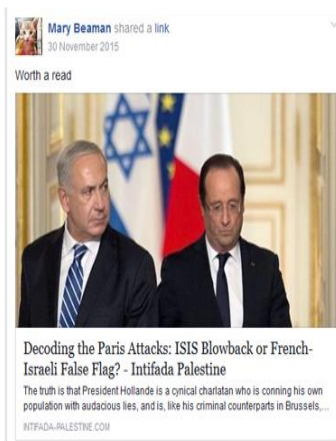 Mary Beaman shared a link
30 November 2015
Worth a read
Decoding the Paris Attacks: ISIS Blowback or French-
Israeli False Flag? - Intifada Palestine
The truth is that President Hollande is a cynical charlatan who is conning his own
population with audacious lies, and is, like his criminal counterparts in Brussels,...
INTIFADA-PALESTINE.COM